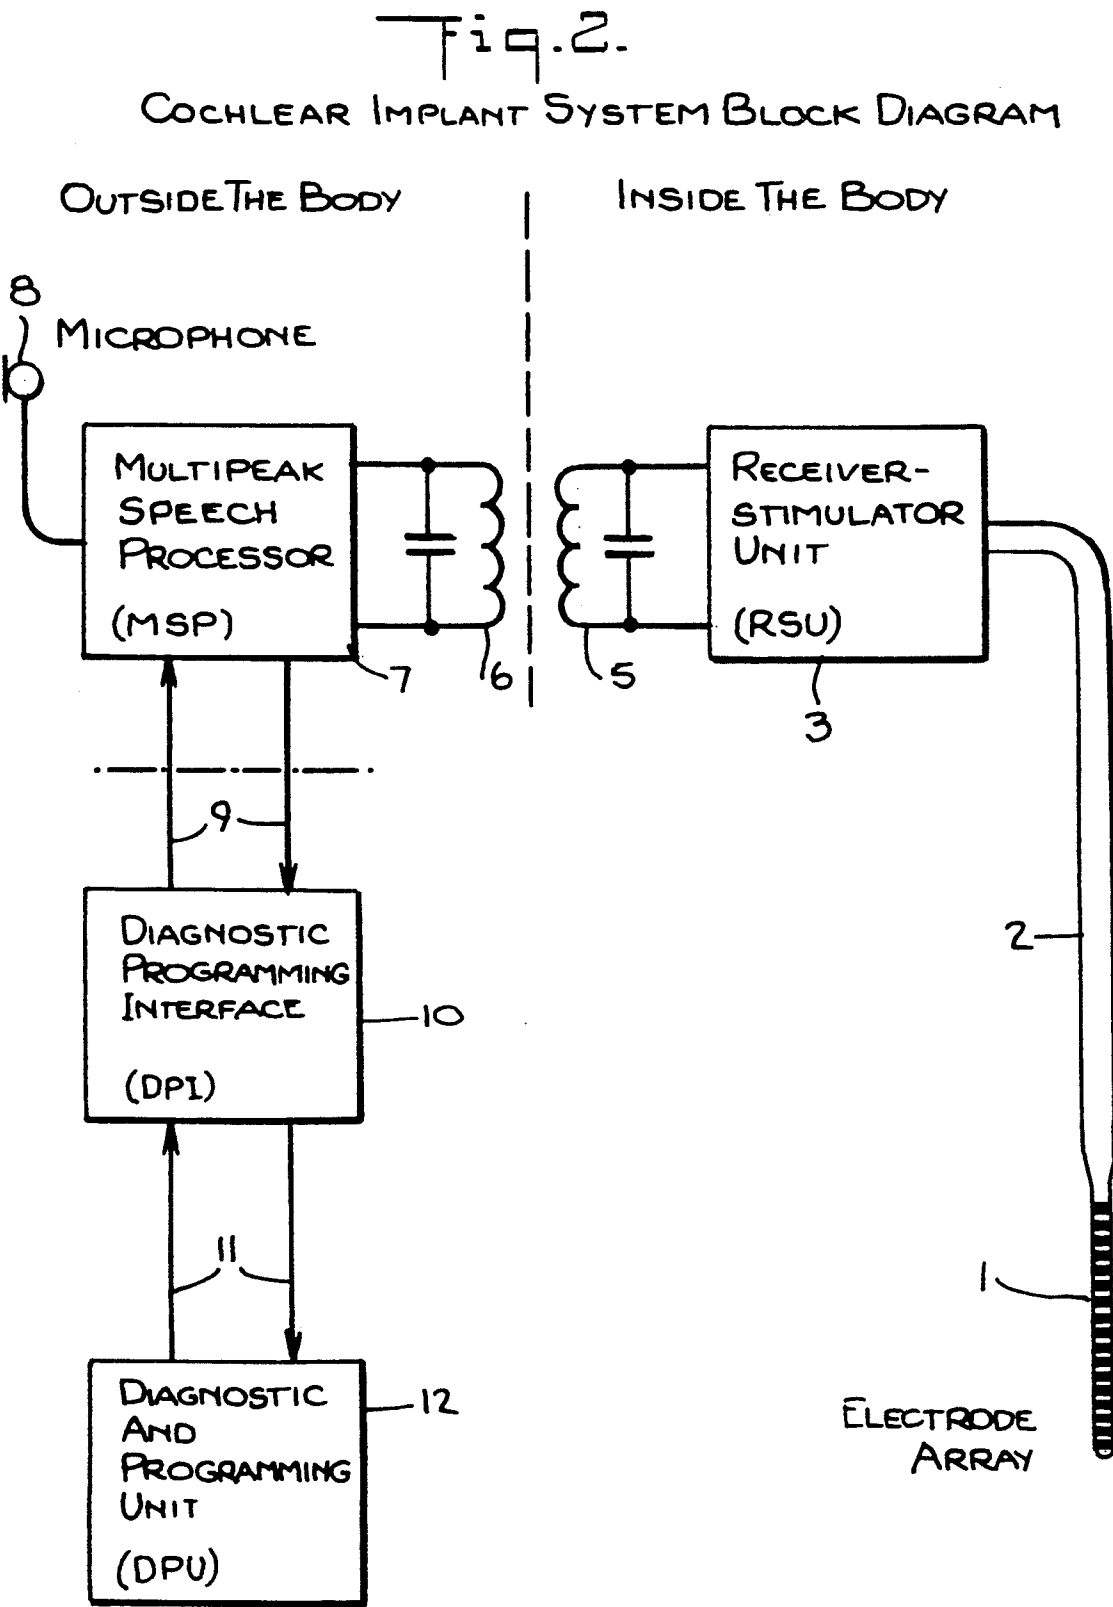 Fig. 2.
COCHLEAR IMPLANT SYSTEM BLOCK DIAGRAM
OUTSIDE THE BODY
INSIDE THE BODY
8
MICROPHONE
MULTIPEAK
SPEECH
PROCESSOR
(MSP)
RECEIVER-
STIMULATOR
UNIT
(RSU)
7
6
5
3
9
DIAGNOSTIC
PROGRAMMING
INTERFACE
(DPI)
10
2
11
1
DIAGNOSTIC
AND
PROGRAMMING
UNIT
(DPU)
12
ELECTRODE
ARRAY